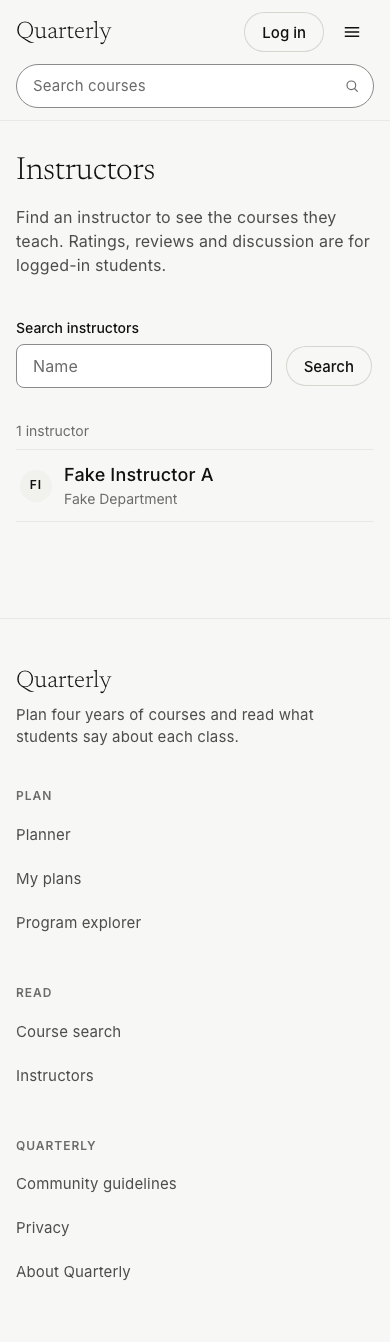 Quarterly
Log in
Search courses
Instructors
Find an instructor to see the courses they
teach. Ratings, reviews and discussion are for
logged-in students.
Search instructors
Name
Search
1 instructor
FI
Fake Instructor A
Fake Department
Quarterly
Plan four years of courses and read what
students say about each class.
PLAN
Planner
My plans
Program explorer
READ
Course search
Instructors
QUARTERLY
Community guidelines
Privacy
About Quarterly